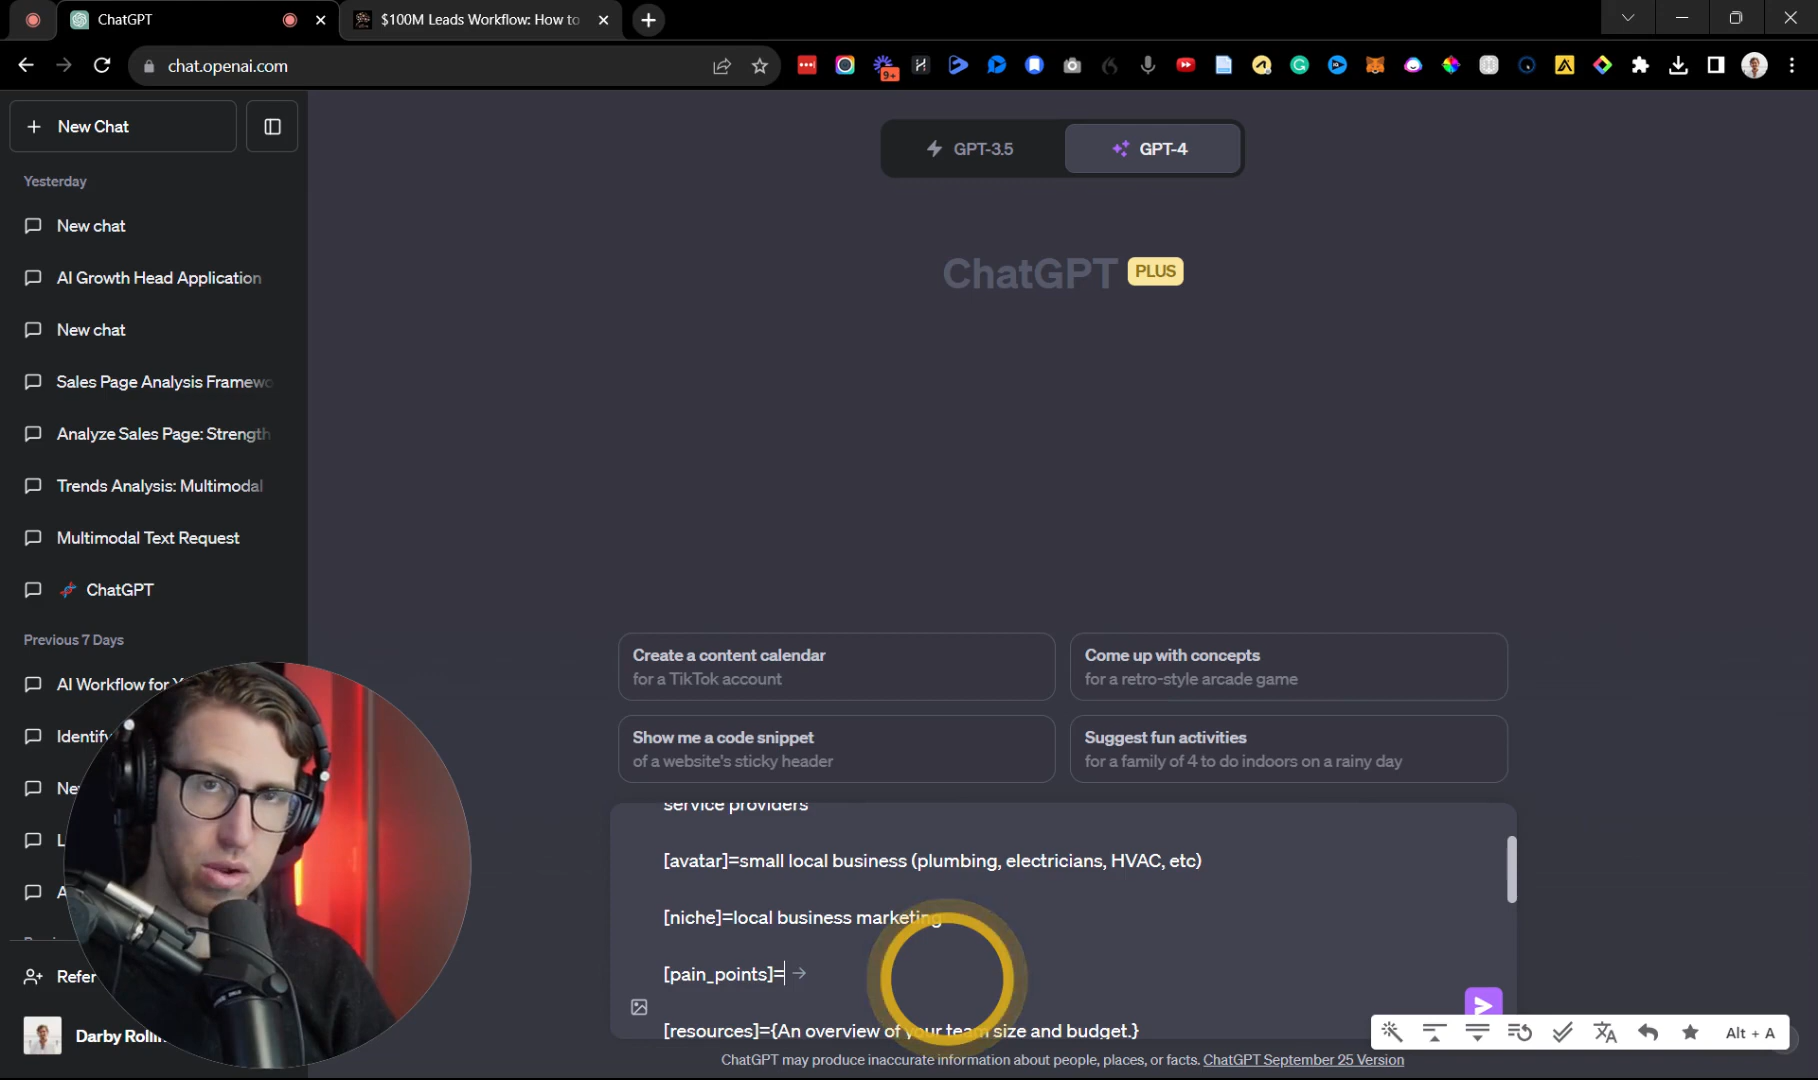 ChatGPT
$100M Leads Workflow: How to
chat.openai.com
9+
New Chat
GPT-3.5
GPT-4
Yesterday
New chat
AI Growth Head Application
New chat
Sales Page Analysis Framewo
Analyze Sales Page: Strength
Trends Analysis: Multimodal
Multimodal Text Request
ChatGPT
Previous 7 Days
AI Workflow for Y
Identify
Ne
L
A
Refer
Darby Rollin
ChatGPT PLUS
Create a content calendar
for a TikTok account
Come up with concepts
for a retro-style arcade game
Show me a code snippet
of a website's sticky header
Suggest fun activities
for a family of 4 to do indoors on a rainy day
service providers
[avatar]=small local business (plumbing, electricians, HVAC, etc)
[niche]=local business marketing
[pain_points]=
[resources]={An overview of your team size and budget.}
Alt + A
ChatGPT may produce inaccurate information about people, places, or facts. ChatGPT September 25 Version